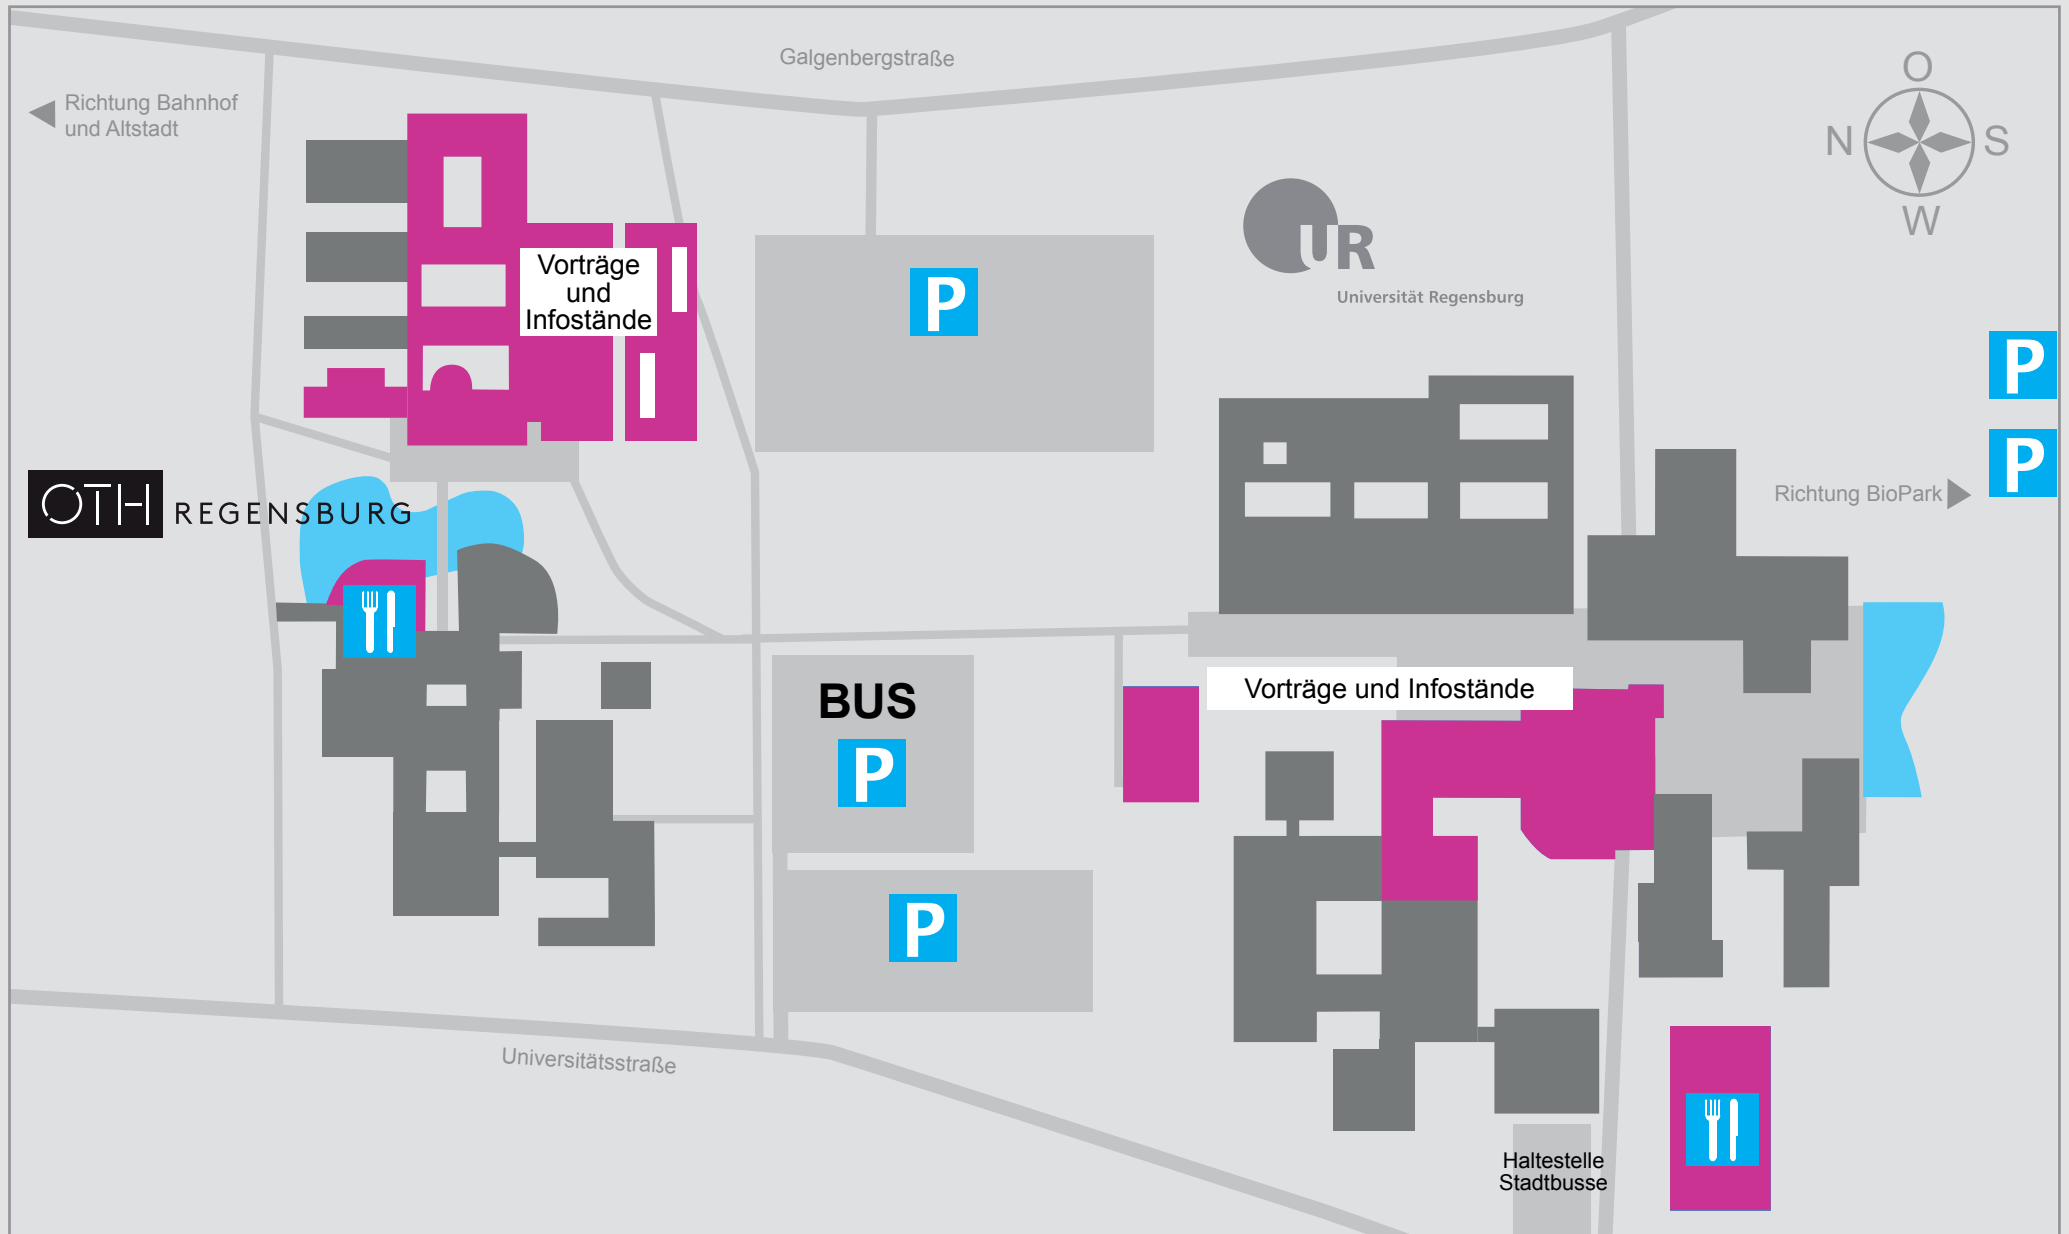 Galgenbergstraße
Richtung Bahnhof
und Altstadt
O
N
S
W
UR
Universität Regensburg
Vorträge
und
Infostände
P
P
P
Richtung BioPark
OTH REGENSBURG
Vorträge und Infostände
BUS
P
P
Universitätsstraße
Haltestelle
Stadtbusse